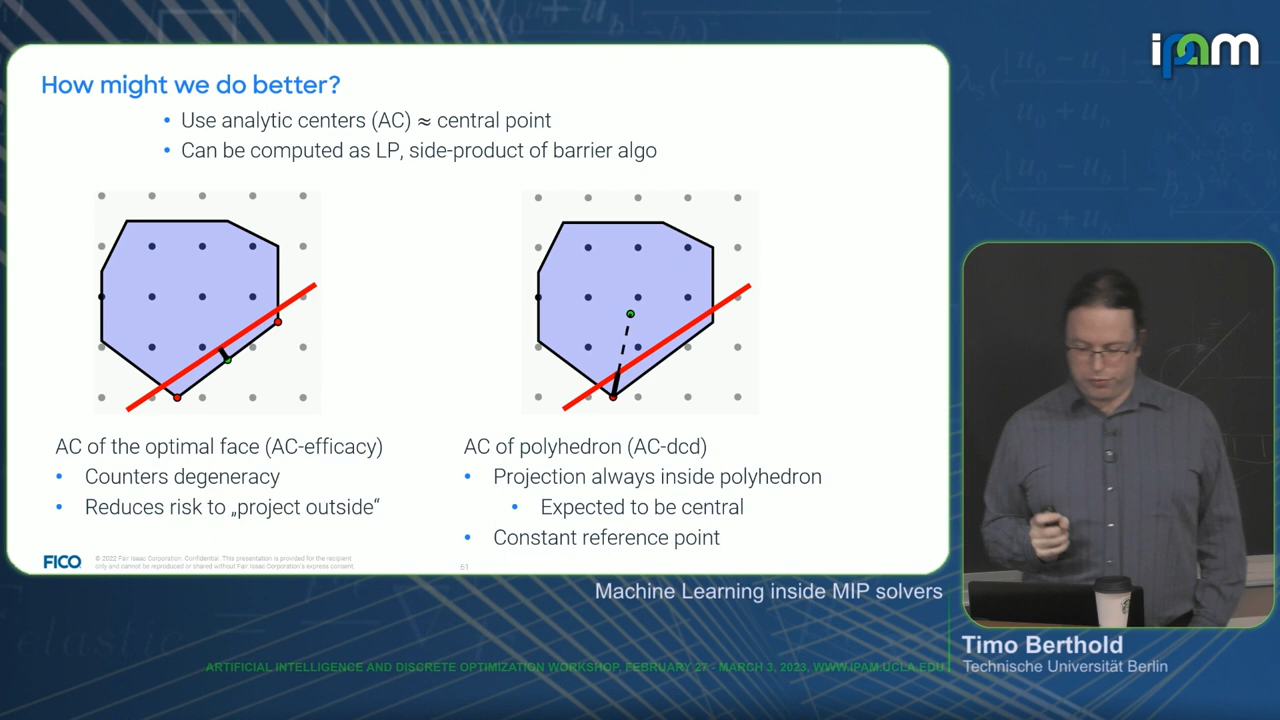 ipam
How might we do better?
• Use analytic centers (AC) ≈ central point
• Can be computed as LP, side-product of barrier algo
AC of the optimal face (AC-efficacy)
• Counters degeneracy
• Reduces risk to „project outside“
AC of polyhedron (AC-dcd)
• Projection always inside polyhedron
• Expected to be central
• Constant reference point
FICO
© 2022 Fair Isaac Corporation. Confidential. This presentation is provided for the recipient
only and cannot be reproduced or shared without Fair Isaac Corporation's express consent.
61
Machine Learning inside MIP solvers
Timo Berthold
Technische Universität Berlin
ARTIFICIAL INTELLIGENCE AND DISCRETE OPTIMIZATION WORKSHOP, FEBRUARY 27 - MARCH 3, 2023, WWW.IPAM.UCLA.EDU
elastic